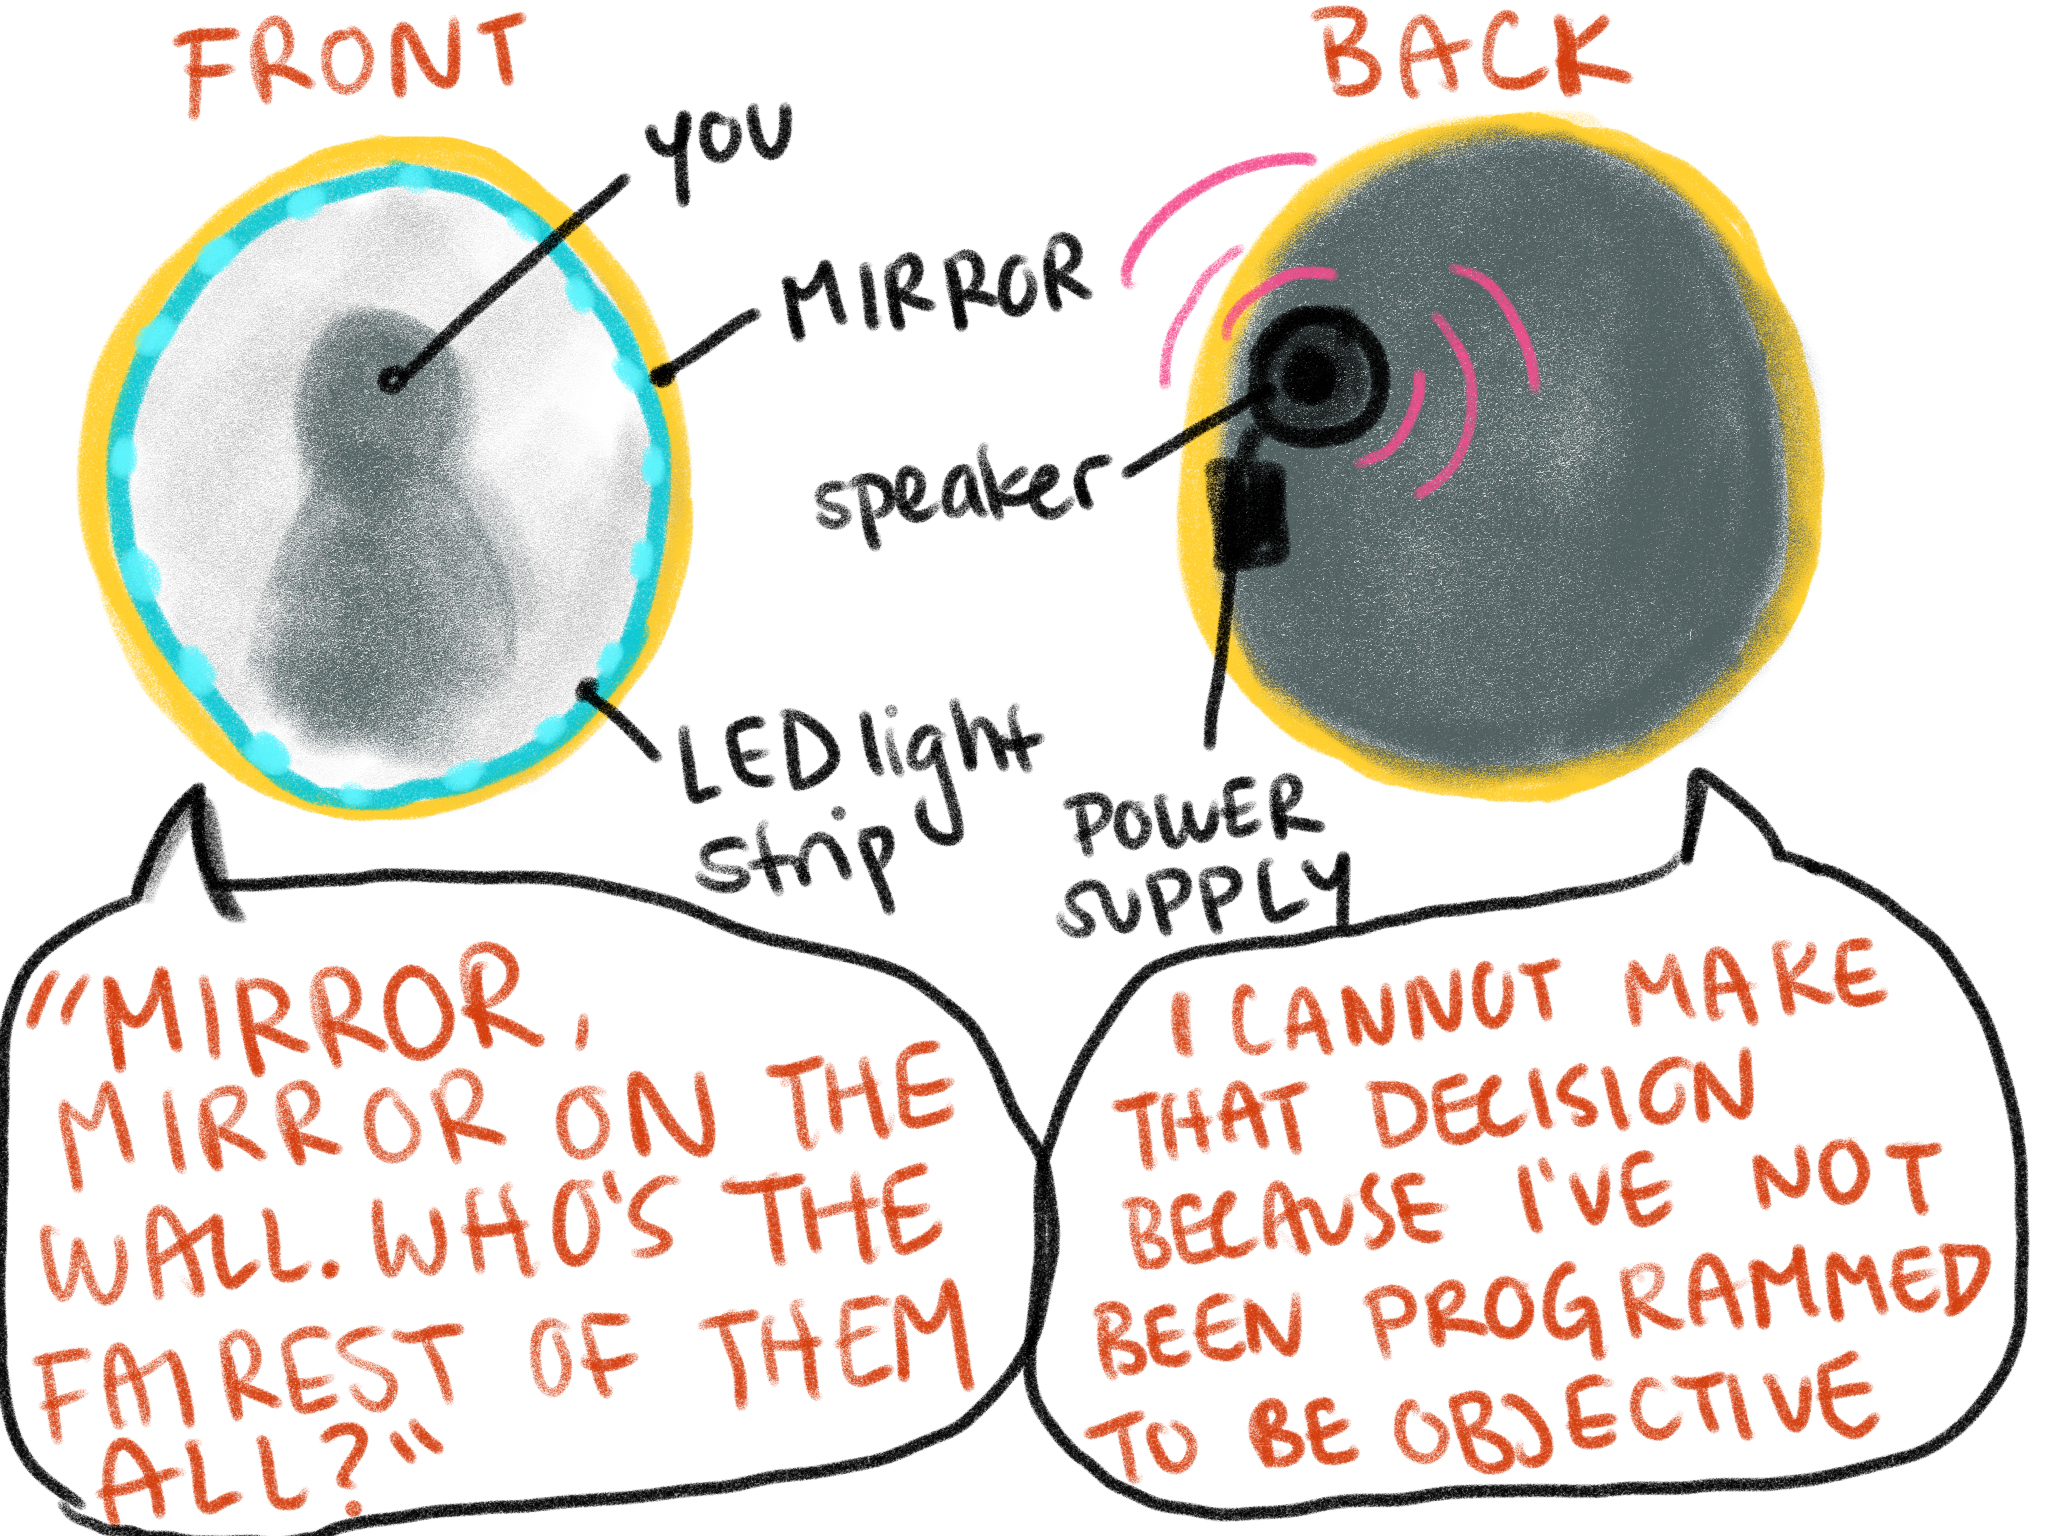 FRONT
BACK
YOU
MIRROR
speaker
LED light
strip
POWER
SUPPLY
"MIRROR,
MIRROR ON THE
WALL. WHO'S THE
FAIREST OF THEM
ALL?"
I CANNOT MAKE
THAT DECISION
BECAUSE I'VE NOT
BEEN PROGRAMMED
TO BE OBJECTIVE